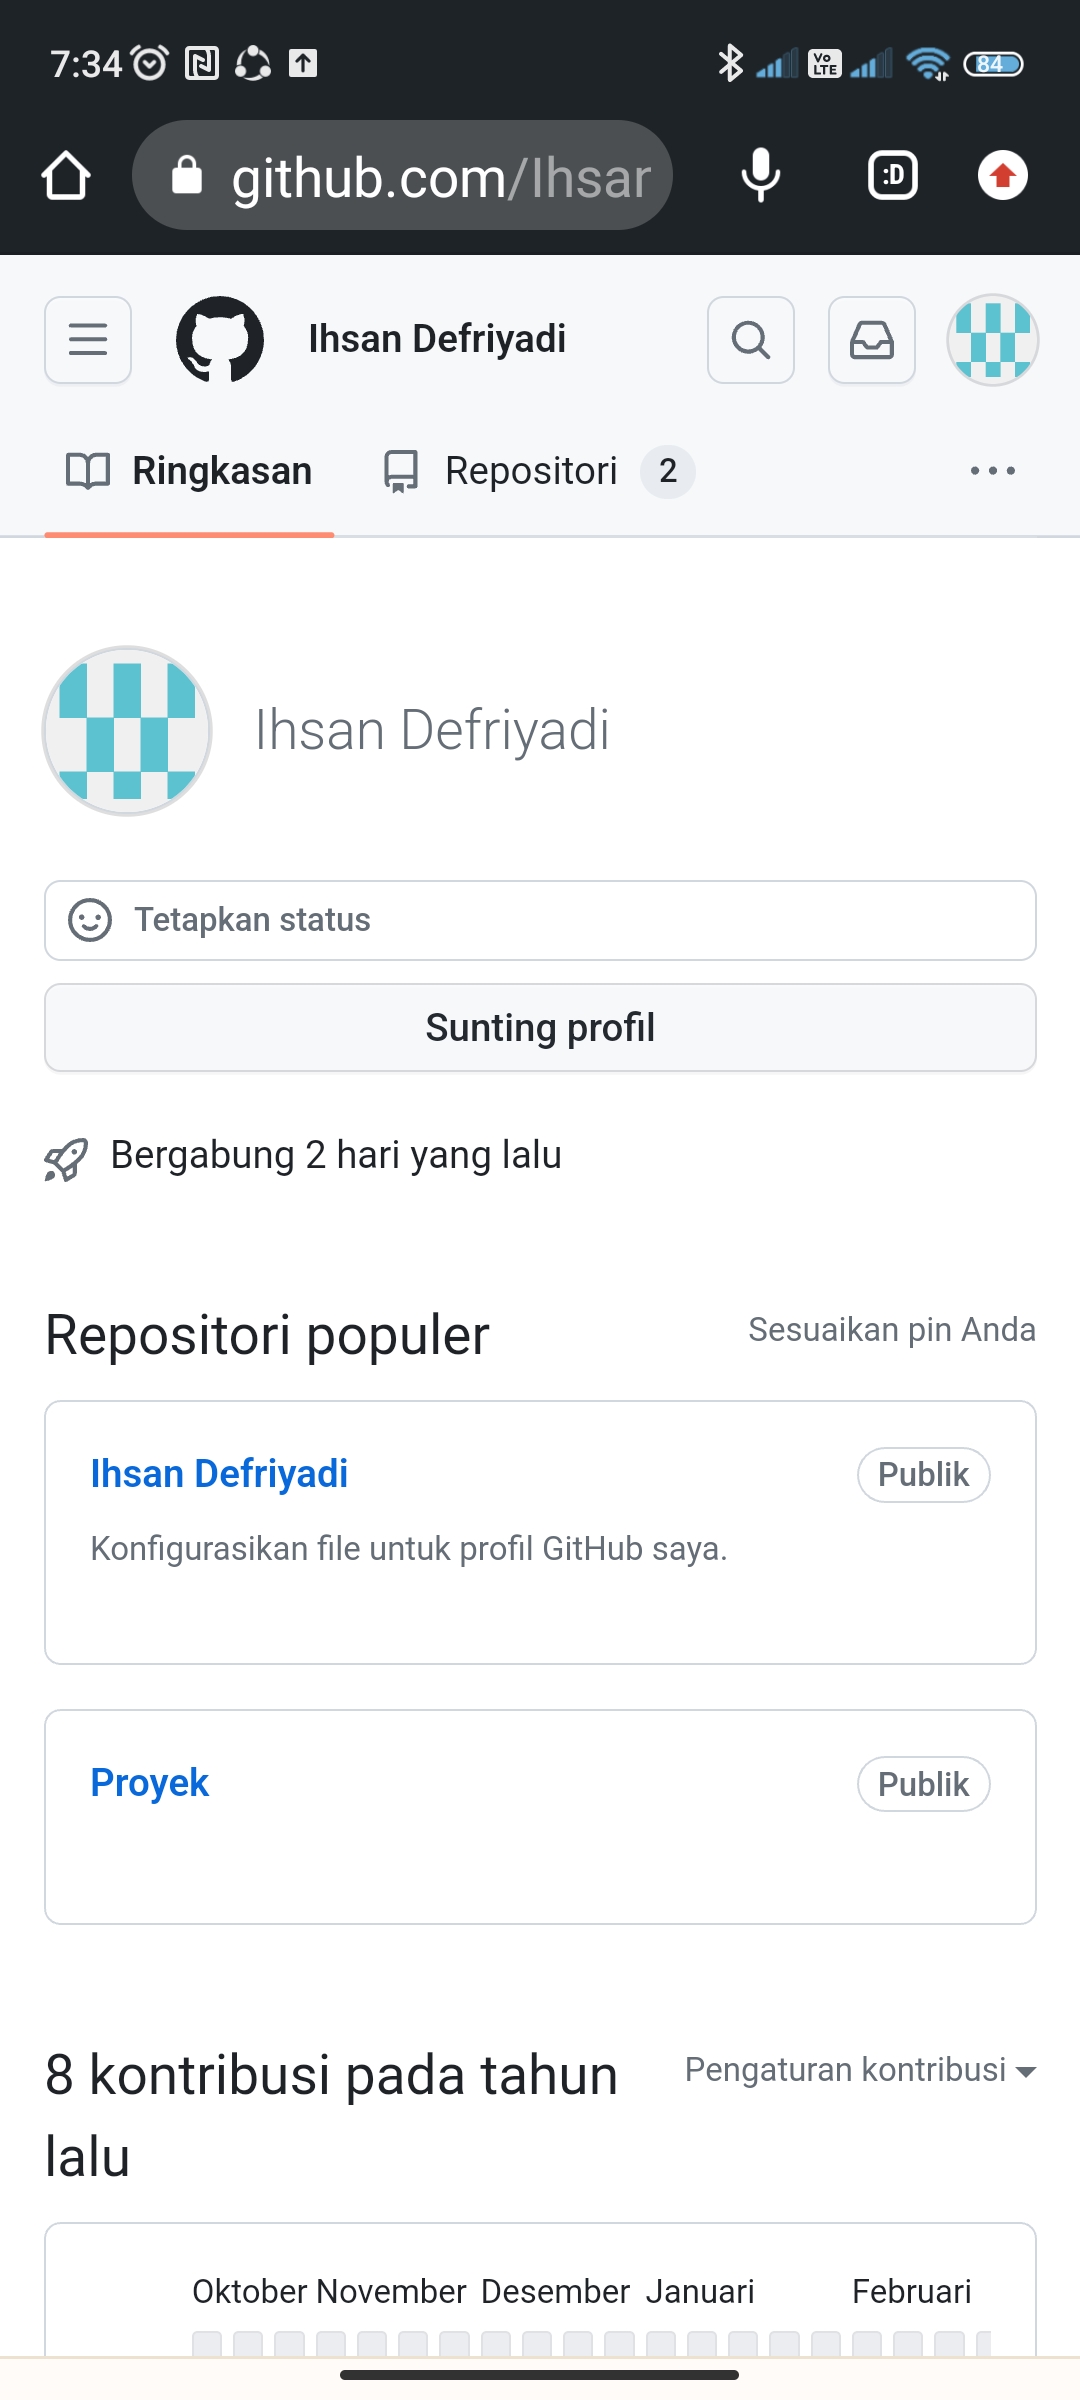 7:34
Vo LTE
84
github.com/Ihsar
:D
Ihsan Defriyadi
Ringkasan
Repositori 2
Ihsan Defriyadi
Tetapkan status
Sunting profil
Bergabung 2 hari yang lalu
Repositori populer
Sesuaikan pin Anda
Ihsan Defriyadi
Publik
Konfigurasikan file untuk profil GitHub saya.
Proyek
Publik
8 kontribusi pada tahun
lalu
Pengaturan kontribusi
Oktober November Desember Januari Februari